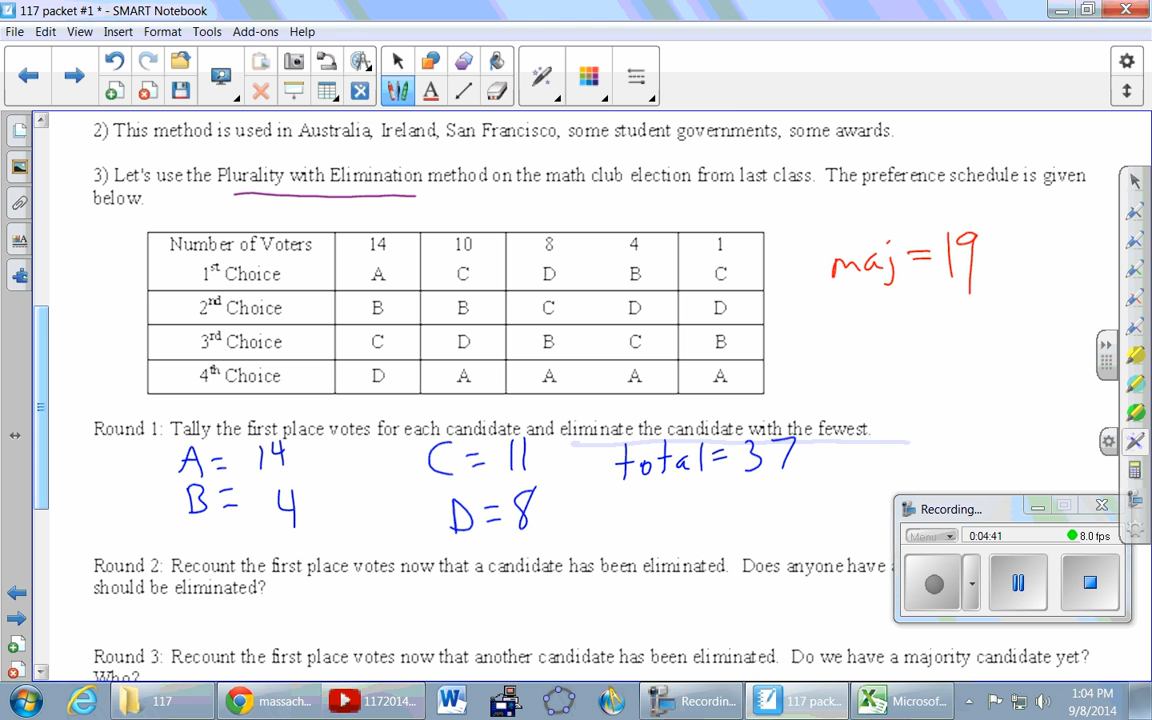 117 packet #1 * - SMART Notebook
File Edit View Insert Format Tools Add-ons Help
2) This method is used in Australia, Ireland, San Francisco, some student governments, some awards.
3) Let's use the Plurality with Elimination method on the math club election from last class. The preference schedule is given
below.
Number of Voters 14 10 8 4 1
1st Choice A C D B C
2nd Choice B B C D D
3rd Choice C D B C B
4th Choice D A A A A
maj = 19
Round 1: Tally the first place votes for each candidate and eliminate the candidate with the fewest.
A = 14 C = 11 total = 37
B = 4 D = 8
Recording...
Menu 0:04:41 8.0 fps
Round 2: Recount the first place votes now that a candidate has been eliminated. Does anyone have a
should be eliminated?
Round 3: Recount the first place votes now that another candidate has been eliminated. Do we have a majority candidate yet?
Who?
117 massach... 1172014... Recordin... 117 pack... Microsof...
1:04 PM
9/8/2014